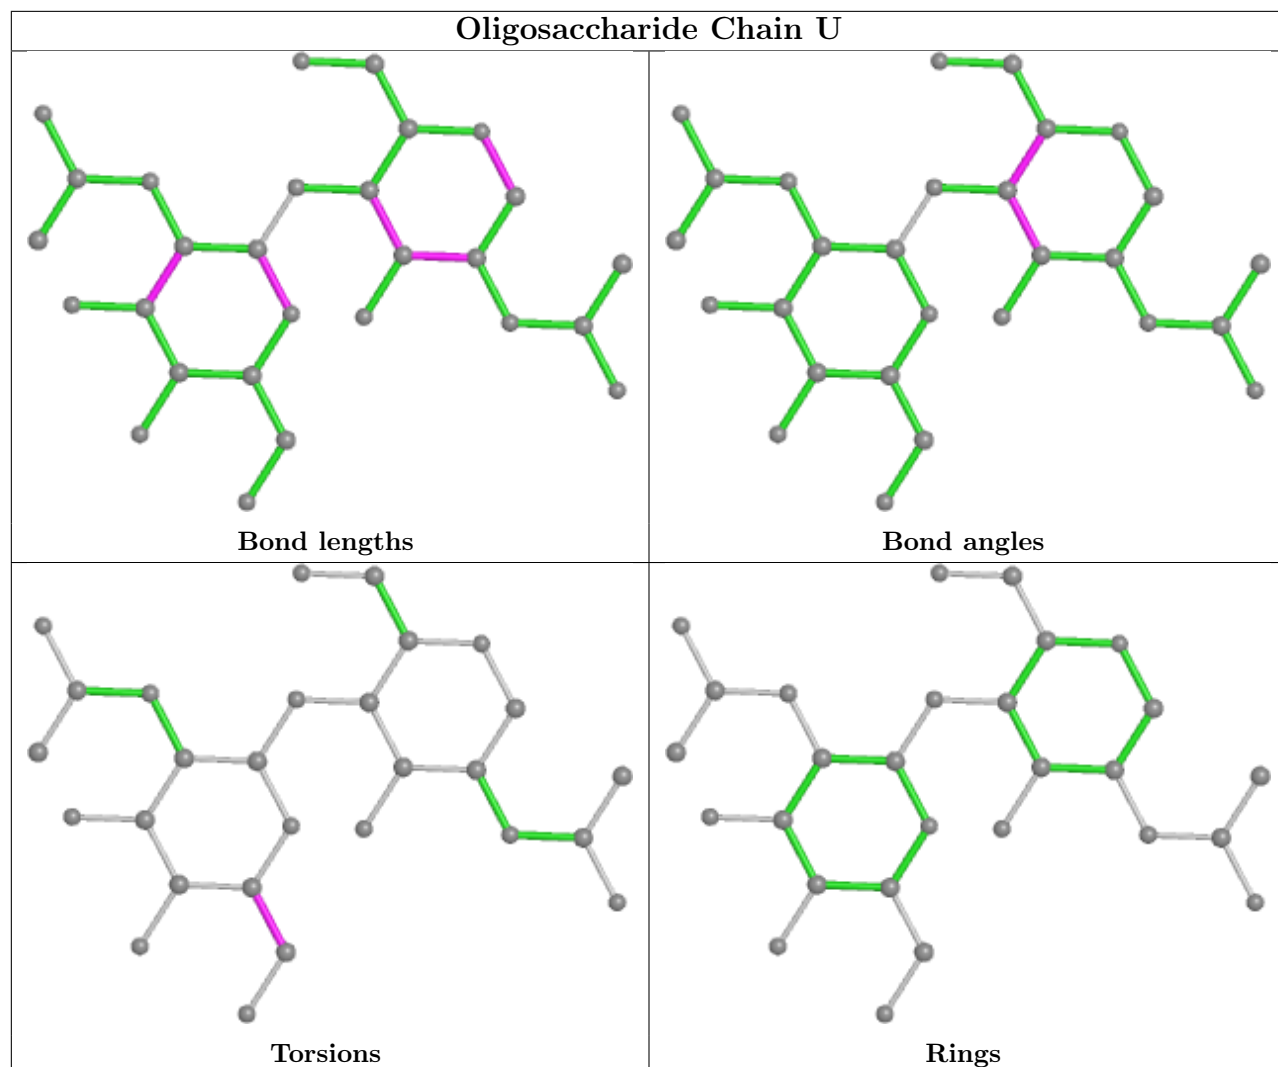 Oligosaccharide Chain U
Bond lengths
Bond angles
Torsions
Rings